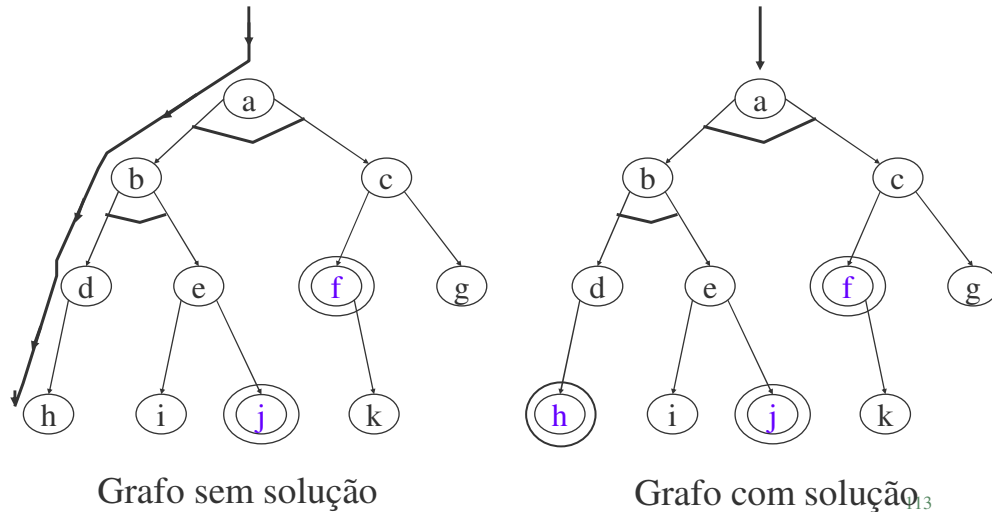 a a
b c b c
d e f g d e f g
h i j k h i j k
Grafo sem solução Grafo com solução
113